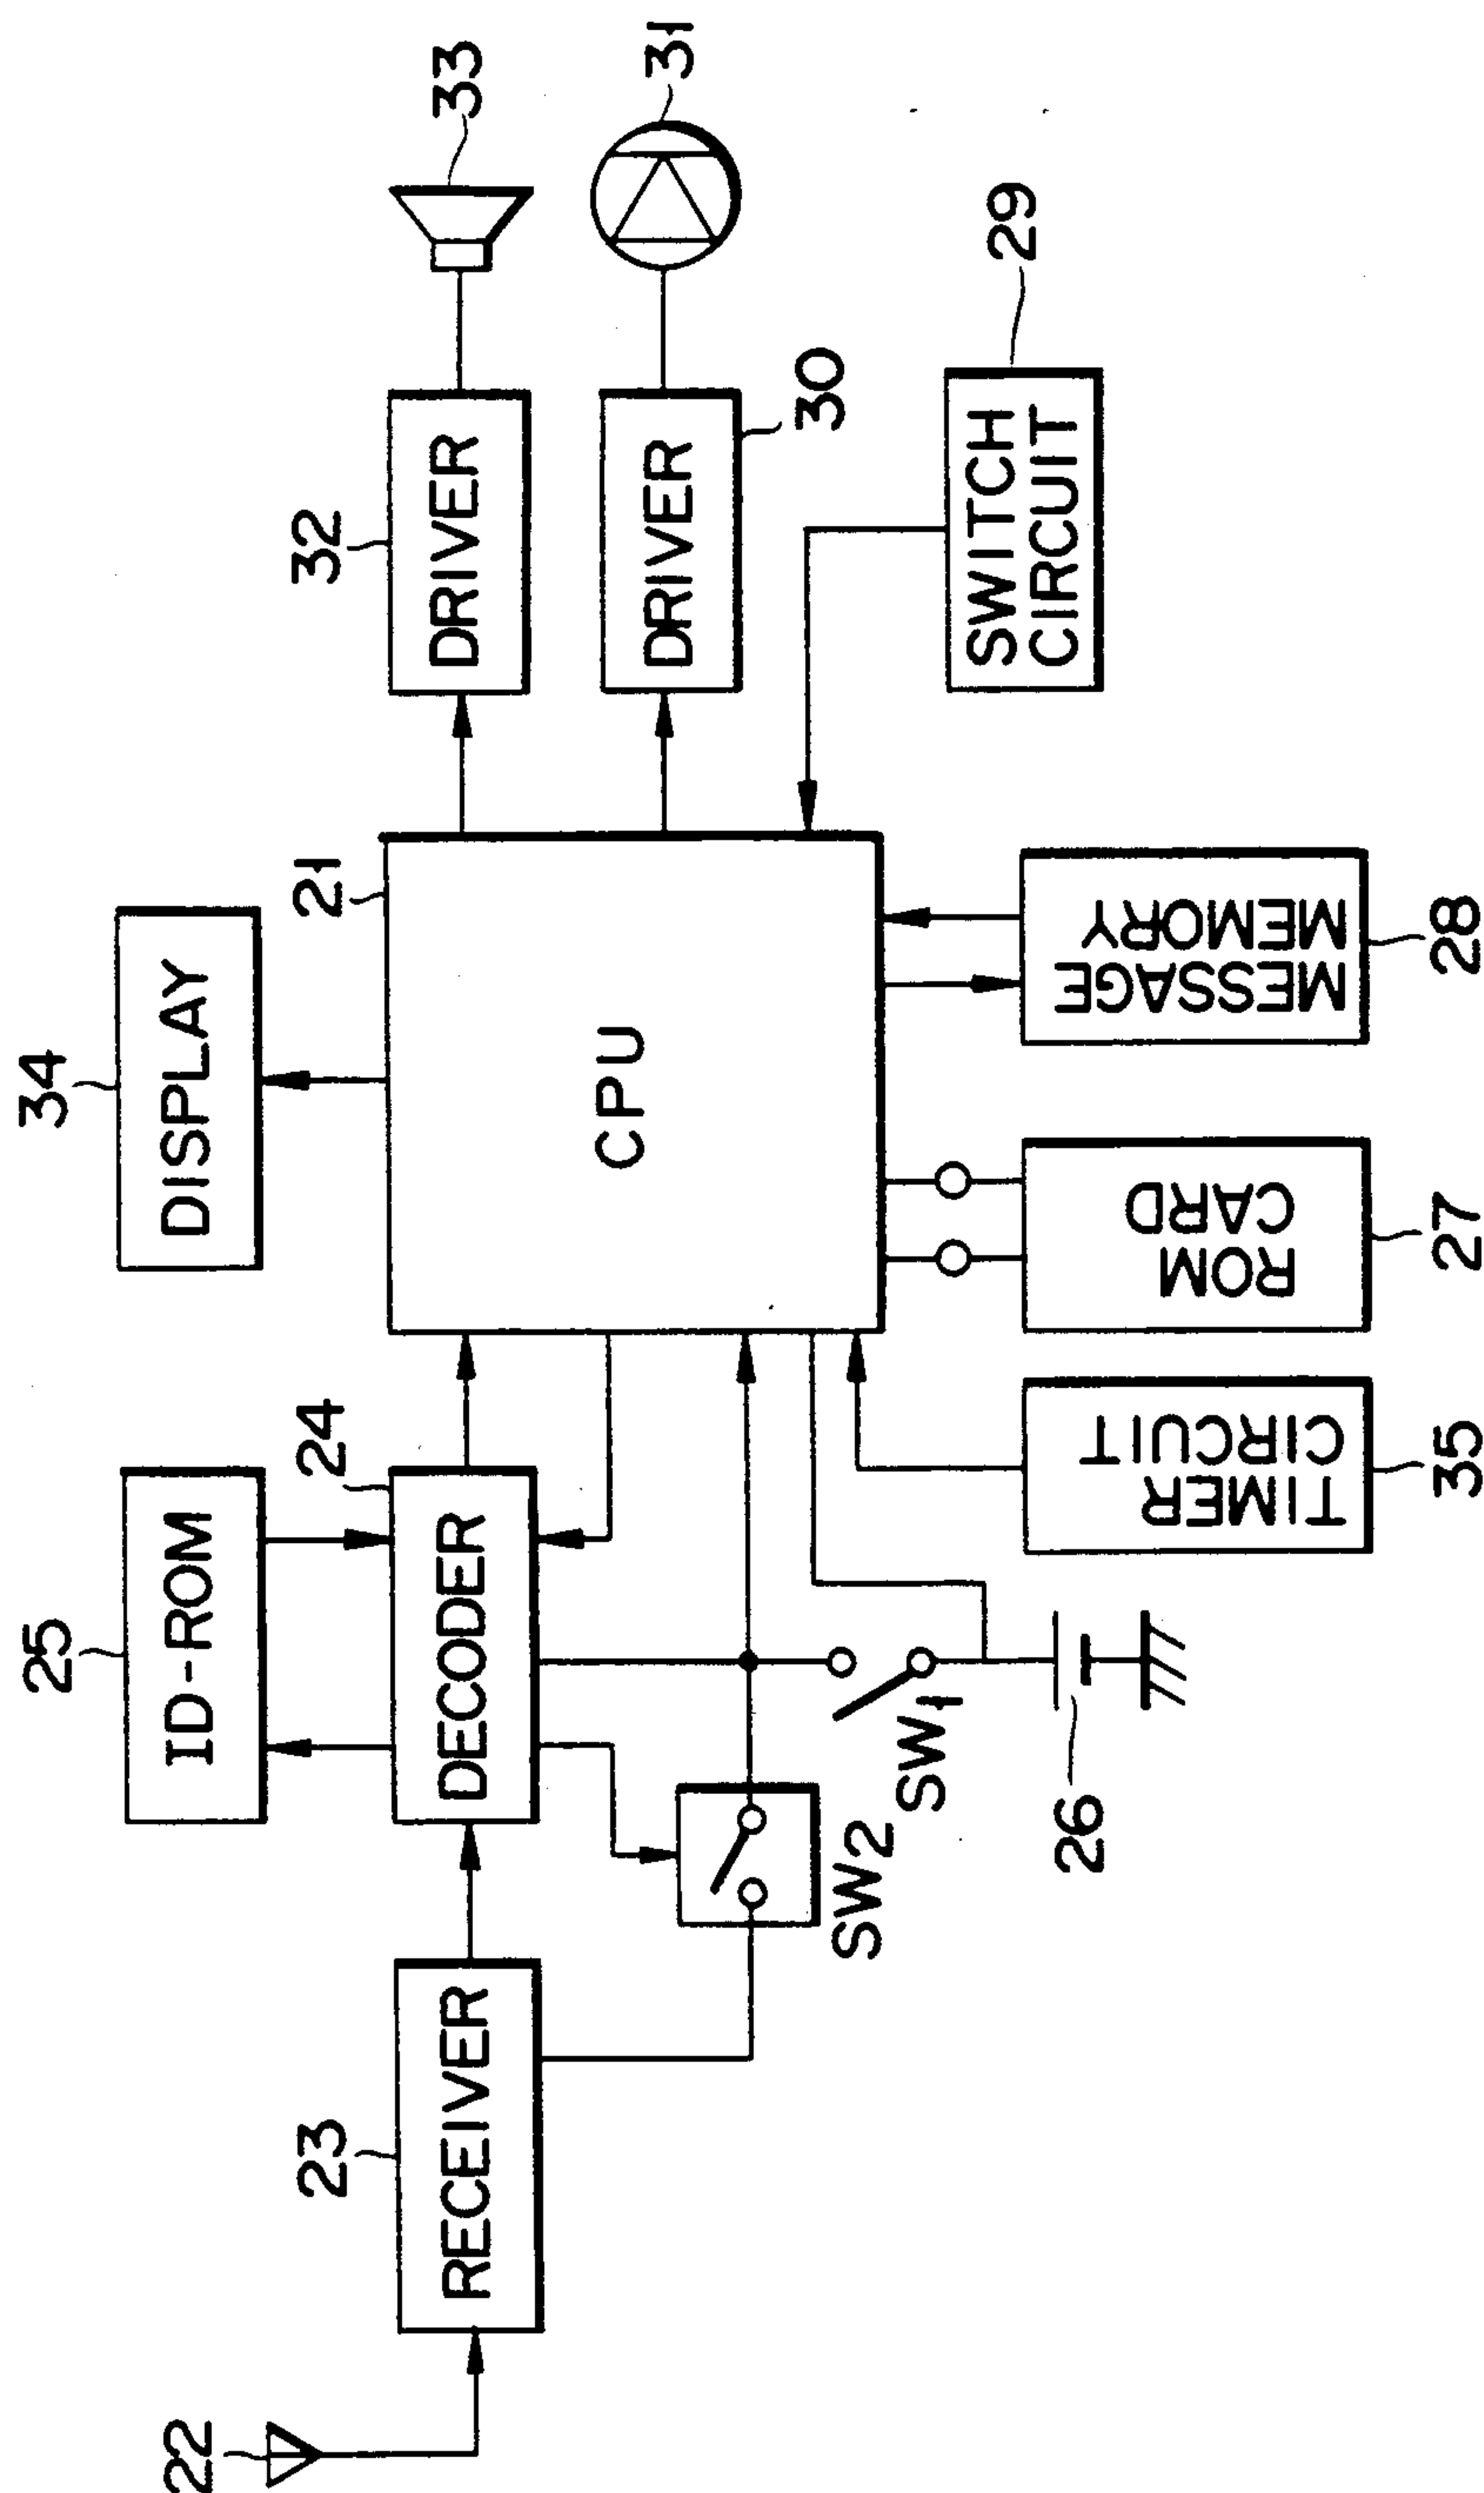 34
DISPLAY
25
ID-ROM
33
32
DRIVER
21
24
DECODER
23
RECEIVER
22
31
DRIVER
30
CPU
SW2
SW1
26
29
SWITCH
CIRCUIT
MESSAGE
MEMORY
28
ROM
CARD
27
TIMER
CIRCUIT
35